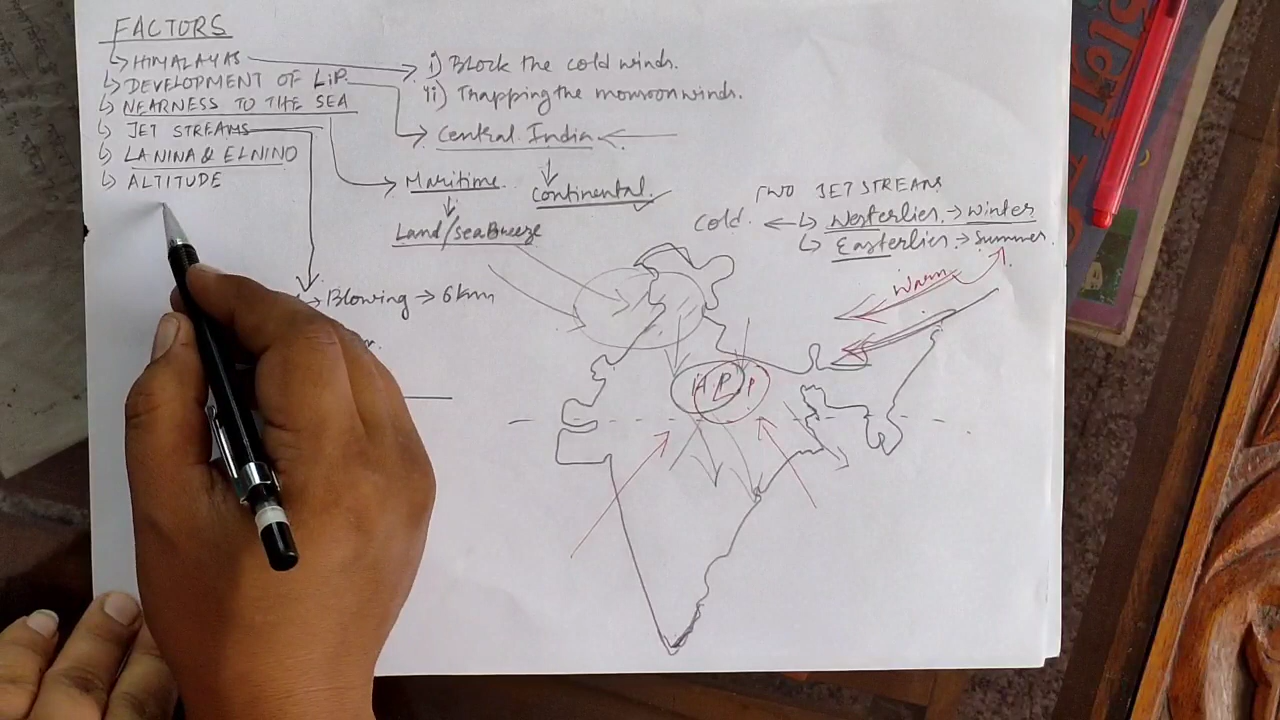 FACTORS
↳ HIMALAYAS
↳ DEVELOPMENT OF L.P.
↳ NEARNESS TO THE SEA
↳ JET STREAMS
↳ LA NINA & EL NINO
↳ ALTITUDE
i) Block the cold winds.
ii) Trapping the monsoon winds.
Central India
Maritime
Continental
Land/sea Breeze
→ Blowing → 6km
TWO JET STREAMS
cold ← ↳ Westerlies → Winter
↳ Easterlies → Summer
Warm
H P P